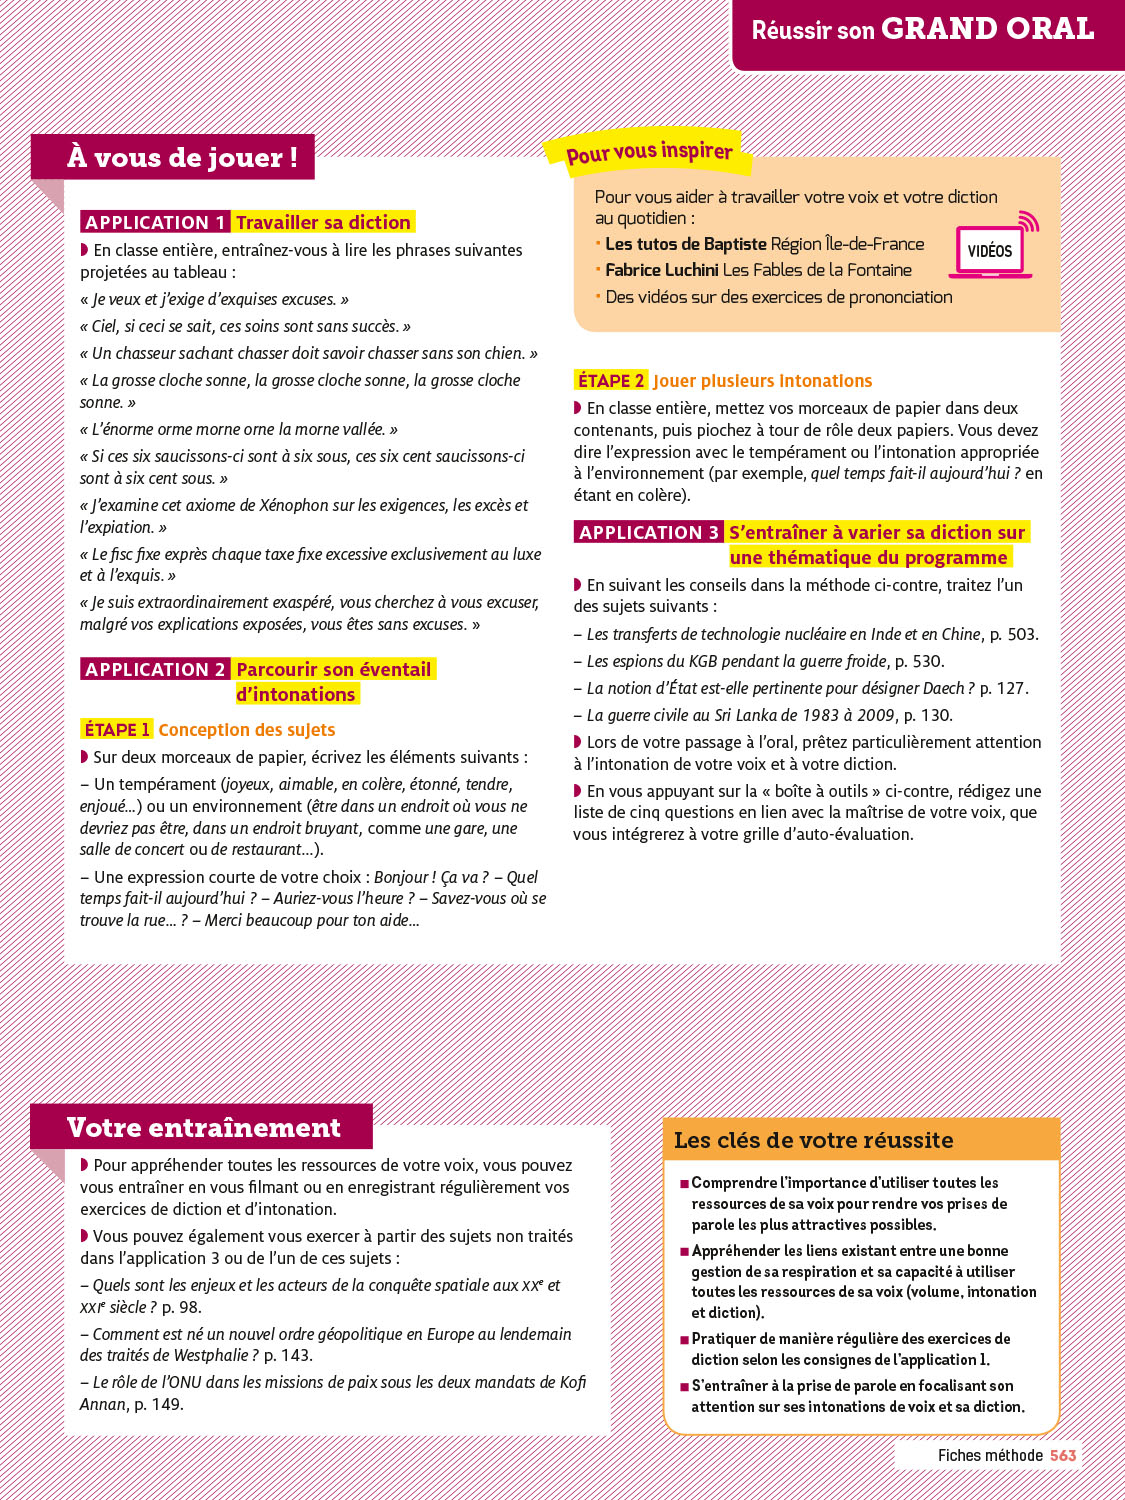 Réussir son GRAND ORAL
À vous de jouer !
APPLICATION 1 Travailler sa diction
◗ En classe entière, entraînez-vous à lire les phrases suivantes
projetées au tableau :
« Je veux et j’exige d’exquises excuses. »
« Ciel, si ceci se sait, ces soins sont sans succès. »
« Un chasseur sachant chasser doit savoir chasser sans son chien. »
« La grosse cloche sonne, la grosse cloche sonne, la grosse cloche
sonne. »
« L’énorme orme morne orne la morne vallée. »
« Si ces six saucissons-ci sont à six sous, ces six cent saucissons-ci
sont à six cent sous. »
« J’examine cet axiome de Xénophon sur les exigences, les excès et
l’expiation. »
« Le fisc fixe exprès chaque taxe fixe excessive exclusivement au luxe
et à l’exquis. »
« Je suis extraordinairement exaspéré, vous cherchez à vous excuser,
malgré vos explications exposées, vous êtes sans excuses. »
APPLICATION 2 Parcourir son éventail
d’intonations
ÉTAPE 1 Conception des sujets
◗ Sur deux morceaux de papier, écrivez les éléments suivants :
– Un tempérament (joyeux, aimable, en colère, étonné, tendre,
enjoué…) ou un environnement (être dans un endroit où vous ne
devriez pas être, dans un endroit bruyant, comme une gare, une
salle de concert ou de restaurant…).
– Une expression courte de votre choix : Bonjour ! Ça va ? – Quel
temps fait-il aujourd’hui ? – Auriez-vous l’heure ? – Savez-vous où se
trouve la rue… ? – Merci beaucoup pour ton aide…
Pour vous inspirer
Pour vous aider à travailler votre voix et votre diction
au quotidien :
• Les tutos de Baptiste Région Île-de-France
• Fabrice Luchini Les Fables de la Fontaine
• Des vidéos sur des exercices de prononciation
VIDÉOS
ÉTAPE 2 Jouer plusieurs intonations
◗ En classe entière, mettez vos morceaux de papier dans deux
contenants, puis piochez à tour de rôle deux papiers. Vous devez
dire l’expression avec le tempérament ou l’intonation appropriée
à l’environnement (par exemple, quel temps fait-il aujourd’hui ? en
étant en colère).
APPLICATION 3 S’entraîner à varier sa diction sur
une thématique du programme
◗ En suivant les conseils dans la méthode ci-contre, traitez l’un
des sujets suivants :
– Les transferts de technologie nucléaire en Inde et en Chine, p. 503.
– Les espions du KGB pendant la guerre froide, p. 530.
– La notion d’État est-elle pertinente pour désigner Daech ? p. 127.
– La guerre civile au Sri Lanka de 1983 à 2009, p. 130.
◗ Lors de votre passage à l’oral, prêtez particulièrement attention
à l’intonation de votre voix et à votre diction.
◗ En vous appuyant sur la « boîte à outils » ci-contre, rédigez une
liste de cinq questions en lien avec la maîtrise de votre voix, que
vous intégrerez à votre grille d’auto-évaluation.
Votre entraînement
◗ Pour appréhender toutes les ressources de votre voix, vous pouvez
vous entraîner en vous filmant ou en enregistrant régulièrement vos
exercices de diction et d’intonation.
◗ Vous pouvez également vous exercer à partir des sujets non traités
dans l’application 3 ou de l’un de ces sujets :
– Quels sont les enjeux et les acteurs de la conquête spatiale aux XXe et
XXIe siècle ? p. 98.
– Comment est né un nouvel ordre géopolitique en Europe au lendemain
des traités de Westphalie ? p. 143.
– Le rôle de l’ONU dans les missions de paix sous les deux mandats de Kofi
Annan, p. 149.
Les clés de votre réussite
■ Comprendre l’importance d’utiliser toutes les
ressources de sa voix pour rendre vos prises de
parole les plus attractives possibles.
■ Appréhender les liens existant entre une bonne
gestion de sa respiration et sa capacité à utiliser
toutes les ressources de sa voix (volume, intonation
et diction).
■ Pratiquer de manière régulière des exercices de
diction selon les consignes de l’application 1.
■ S’entraîner à la prise de parole en focalisant son
attention sur ses intonations de voix et sa diction.
Fiches méthode 563